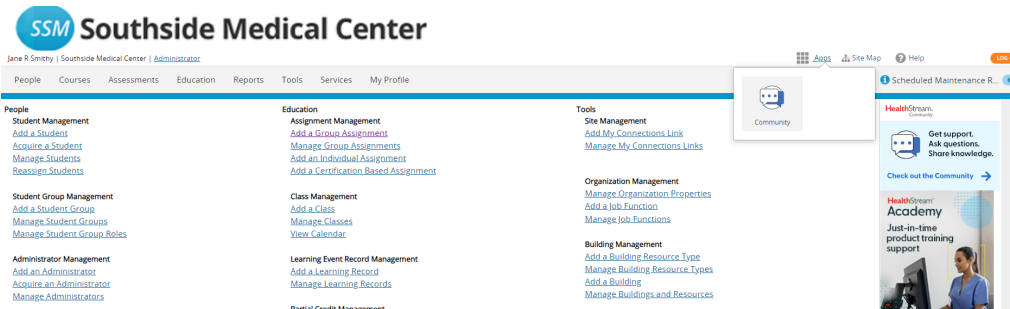 SSM Southside Medical Center
Jane R Smithy | Southside Medical Center | Administrator
Apps Site Map Help LOG
People Courses Assessments Education Reports Tools Services My Profile
Scheduled Maintenance R...
Community
People
Student Management
Add a Student
Acquire a Student
Manage Students
Reassign Students
Student Group Management
Add a Student Group
Manage Student Groups
Manage Student Group Roles
Administrator Management
Add an Administrator
Acquire an Administrator
Manage Administrators
Education
Assignment Management
Add a Group Assignment
Manage Group Assignments
Add an Individual Assignment
Add a Certification Based Assignment
Class Management
Add a Class
Manage Classes
View Calendar
Learning Event Record Management
Add a Learning Record
Manage Learning Records
Partial Credit Management
Tools
Site Management
Add My Connections Link
Manage My Connections Links
Organization Management
Manage Organization Properties
Add a Job Function
Manage Job Functions
Building Management
Add a Building Resource Type
Manage Building Resource Types
Add a Building
Manage Buildings and Resources
HealthStream.
Community
Get support.
Ask questions.
Share knowledge.
Check out the Community
HealthStream
Academy
Just-in-time
product training
support